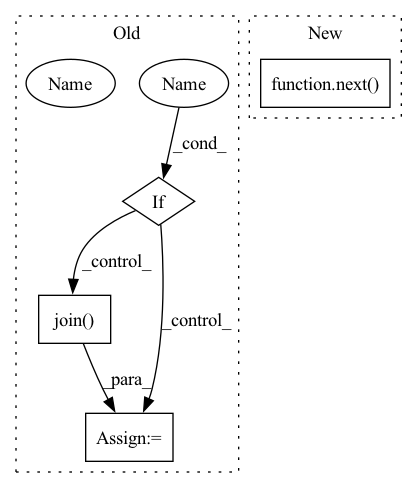 Old
New
Name
Name
function.next()
_cond_
If
_control_
join()
_control_
_para_
Assign:=